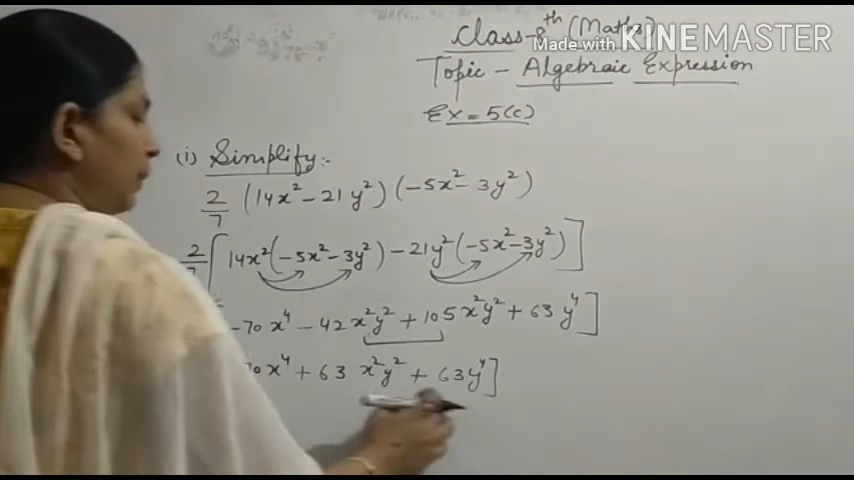 Class-8th (Maths)
Made with KINEMASTER
Topic - Algebraic Expression
Ex = 5(c)
(i) Simplify:-
2/7 (14x² - 21y²) (-5x² - 3y²)
2/7 [14x² (-5x² - 3y²) - 21y² (-5x² - 3y²)]
-70x⁴ - 42x²y² + 105x²y² + 63y⁴]
70x⁴ + 63 x²y² + 63y⁴]